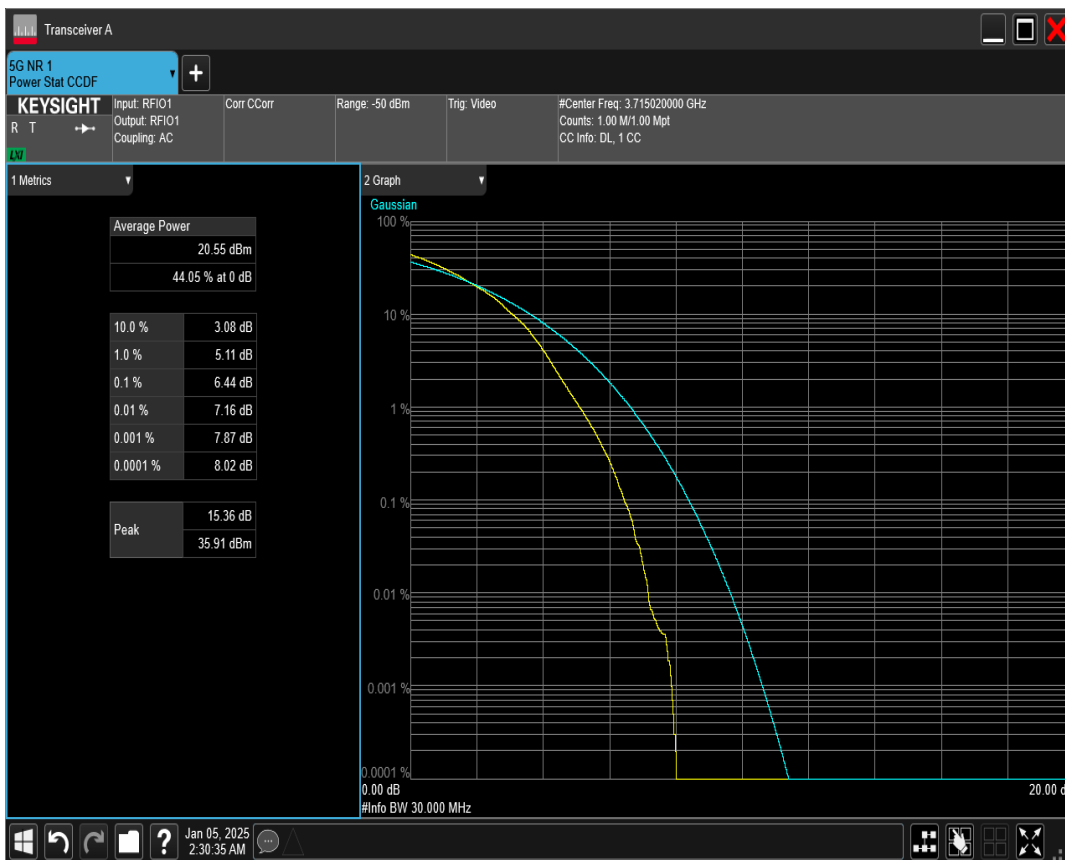 Transceiver A
5G NR 1
Power Stat CCDF
KEYSIGHT
R T
LXI
Input: RFIO1
Output: RFIO1
Coupling: AC
Corr CCorr
Range: -50 dBm
Trig: Video
#Center Freq: 3.715020000 GHz
Counts: 1.00 M/1.00 Mpt
CC Info: DL, 1 CC
1 Metrics
Average Power
20.55 dBm
44.05 % at 0 dB
10.0 % 3.08 dB
1.0 % 5.11 dB
0.1 % 6.44 dB
0.01 % 7.16 dB
0.001 % 7.87 dB
0.0001 % 8.02 dB
Peak
15.36 dB
35.91 dBm
2 Graph
Gaussian
100 %
10 %
1 %
0.1 %
0.01 %
0.001 %
0.0001 %
0.00 dB
20.00 d
#Info BW 30.000 MHz
?
Jan 05, 2025
2:30:35 AM